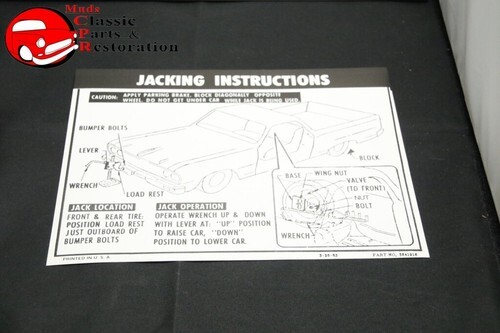 Muds
Classic
Parts &
Restoration
JACKING INSTRUCTIONS
CAUTION: APPLY PARKING BRAKE. BLOCK DIAGONALLY OPPOSITE
WHEEL. DO NOT GET UNDER CAR WHILE JACK IS BEING USED.
BUMPER BOLTS
LEVER
WRENCH
LOAD REST
BLOCK
BASE
WING NUT
VALVE
(TO FRONT)
NUT
BOLT
WRENCH
JACK LOCATION
FRONT & REAR TIRE:
POSITION LOAD REST
JUST OUTBOARD OF
BUMPER BOLTS
JACK OPERATION
OPERATE WRENCH UP & DOWN
WITH LEVER AT: "UP" POSITION
TO RAISE CAR, "DOWN"
POSITION TO LOWER CAR.
PRINTED IN U.S.A.
PART NO.